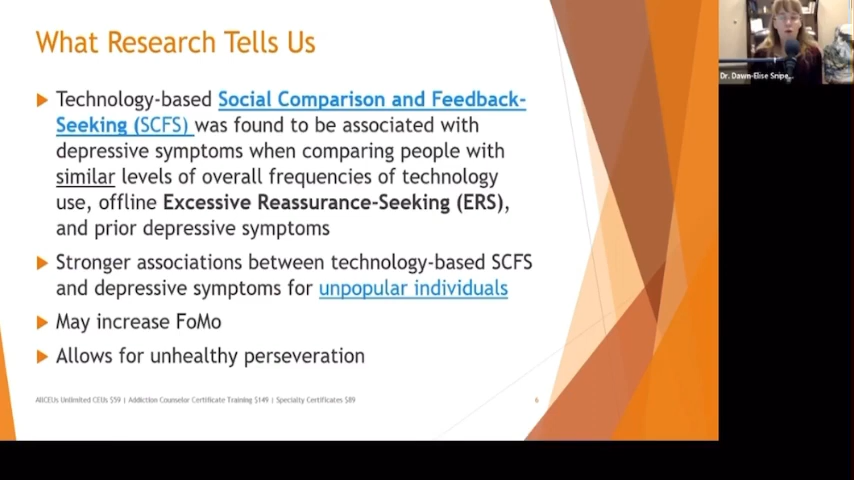 What Research Tells Us
Technology-based Social Comparison and Feedback-
Seeking (SCFS) was found to be associated with
depressive symptoms when comparing people with
similar levels of overall frequencies of technology
use, offline Excessive Reassurance-Seeking (ERS),
and prior depressive symptoms
Stronger associations between technology-based SCFS
and depressive symptoms for unpopular individuals
May increase FoMo
Allows for unhealthy perseveration
AllCEUs Unlimited CEUs $59 | Addiction Counselor Certificate Training $149 | Specialty Certificates $89
6
Dr. Dawn-Elise Snipe...